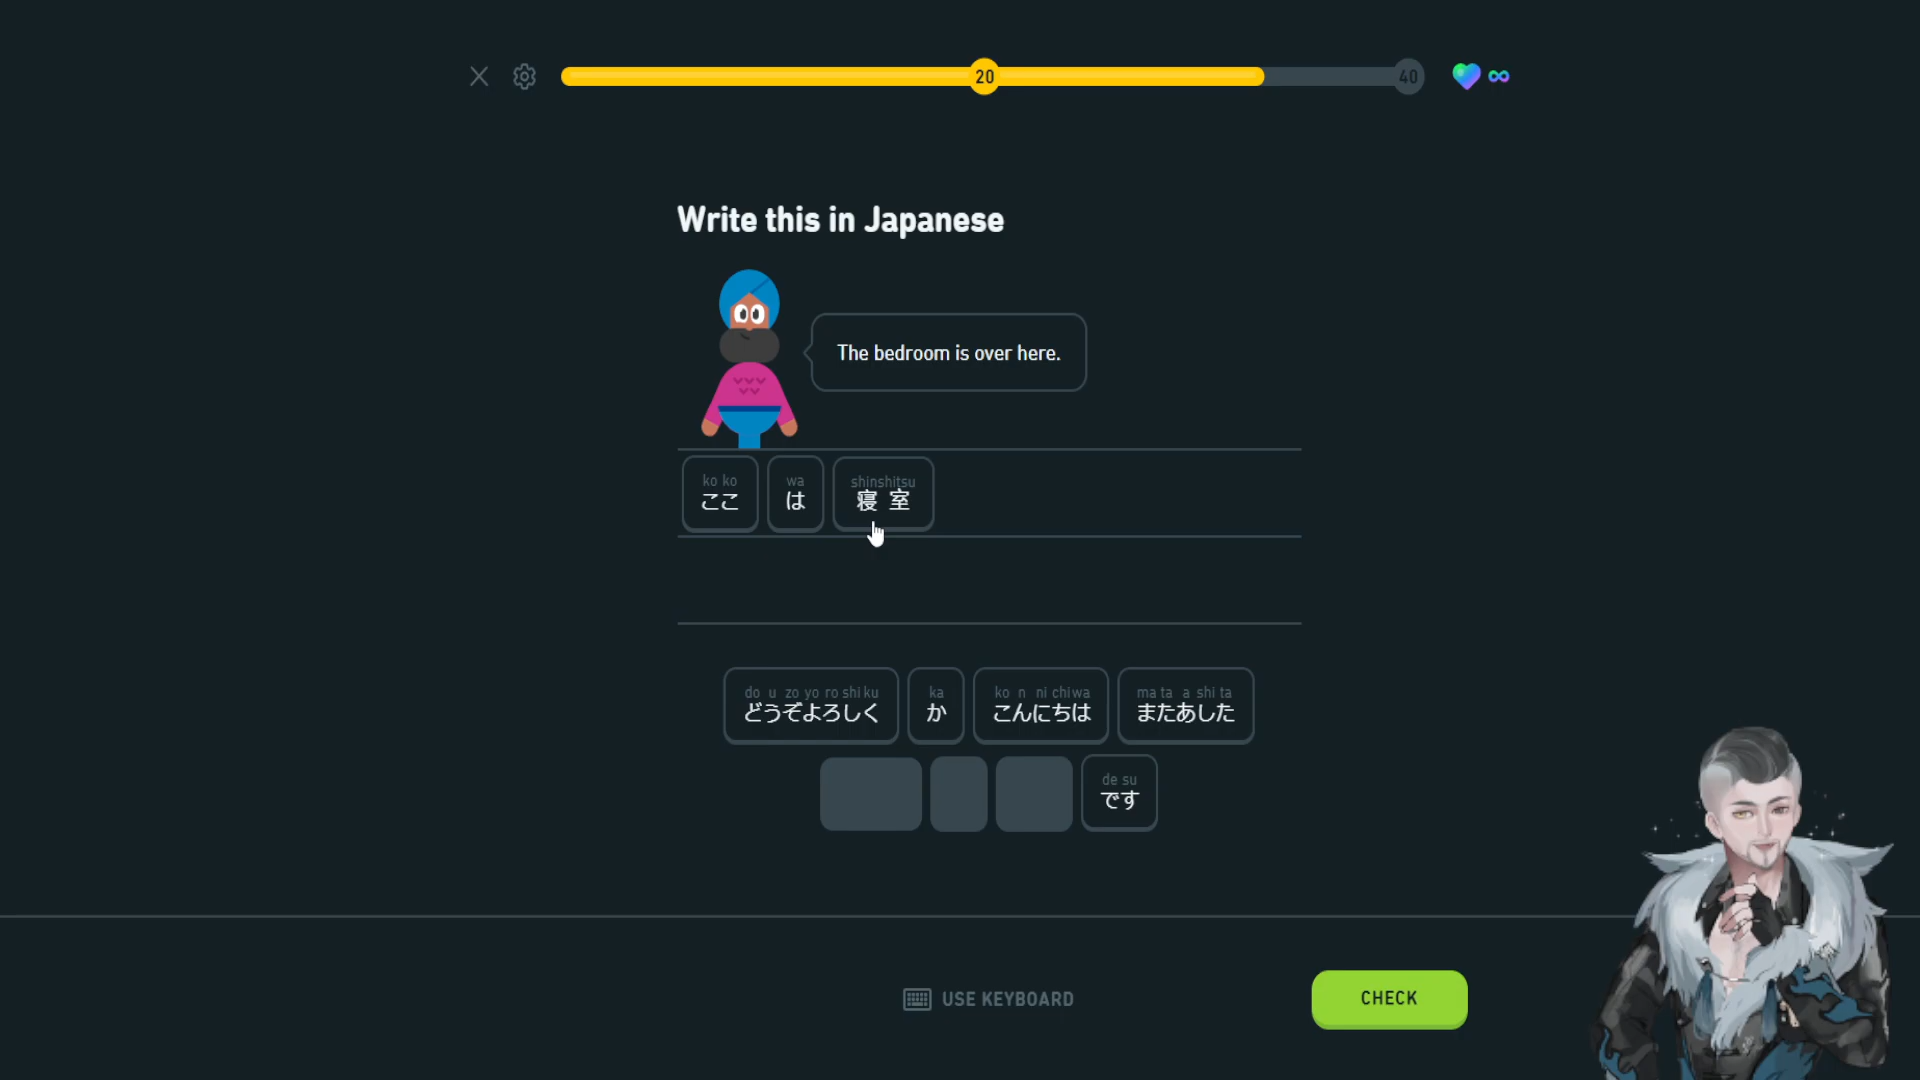 20
40
Write this in Japanese
The bedroom is over here.
ko ko
ここ
wa
は
shinshitsu
寝室
do u zo yo ro shi ku
どうぞよろしく
ka
か
ko n ni chi wa
こんにちは
ma ta a shi ta
またあした
de su
です
USE KEYBOARD
CHECK